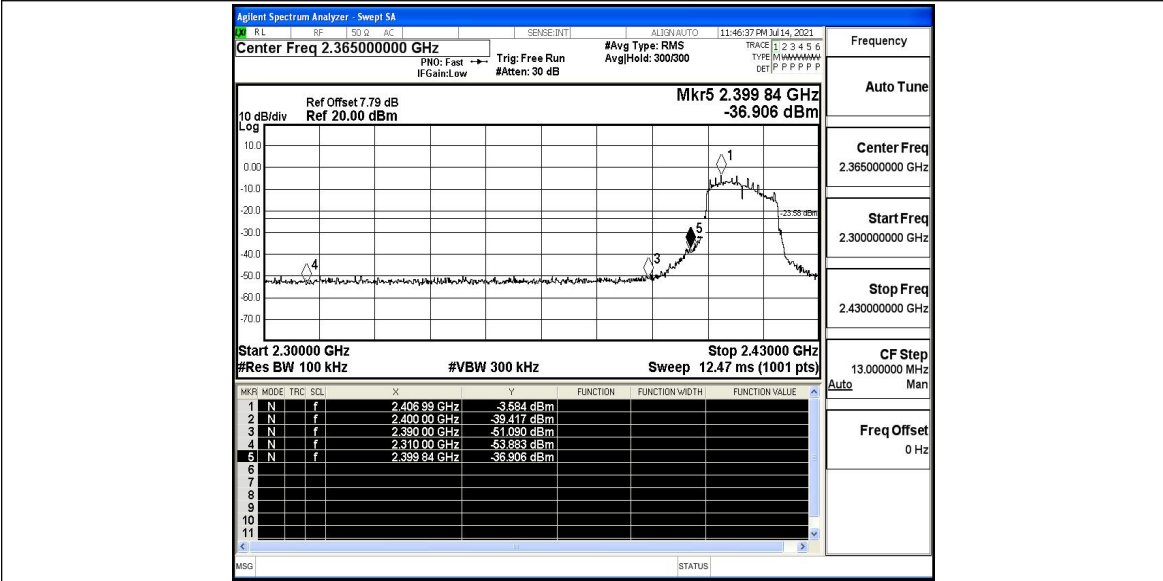 Agilent Spectrum Analyzer - Swept SA
RL RF 50 Ω AC SENSE:INT ALIGNAUTO 11:46:37 PM Jul 14, 2021
Center Freq 2.365000000 GHz
PNO: Fast
IFGain:Low
Trig: Free Run
#Atten: 30 dB
#Avg Type: RMS
Avg|Hold: 300/300
TRACE 1 2 3 4 5 6
TYPE M W W W W W
DET P P P P P P
Ref Offset 7.79 dB
10 dB/div Ref 20.00 dBm
Log
Mkr5 2.399 84 GHz
-36.906 dBm
10.0
0.00
-10.0
-20.0
-30.0
-40.0
-50.0
-60.0
-70.0
1
-23.58 dBm
5
3
4
Start 2.30000 GHz Stop 2.43000 GHz
#Res BW 100 kHz #VBW 300 kHz Sweep 12.47 ms (1001 pts)
MKR MODE TRC SCL X Y FUNCTION FUNCTION WIDTH FUNCTION VALUE
1 N f 2.406 99 GHz -3.584 dBm
2 N f 2.400 00 GHz -39.417 dBm
3 N f 2.390 00 GHz -51.090 dBm
4 N f 2.310 00 GHz -53.883 dBm
5 N f 2.399 84 GHz -36.906 dBm
6
7
8
9
10
11
MSG STATUS
Frequency
Auto Tune
Center Freq
2.365000000 GHz
Start Freq
2.300000000 GHz
Stop Freq
2.430000000 GHz
CF Step
13.000000 MHz
Auto Man
Freq Offset
0 Hz